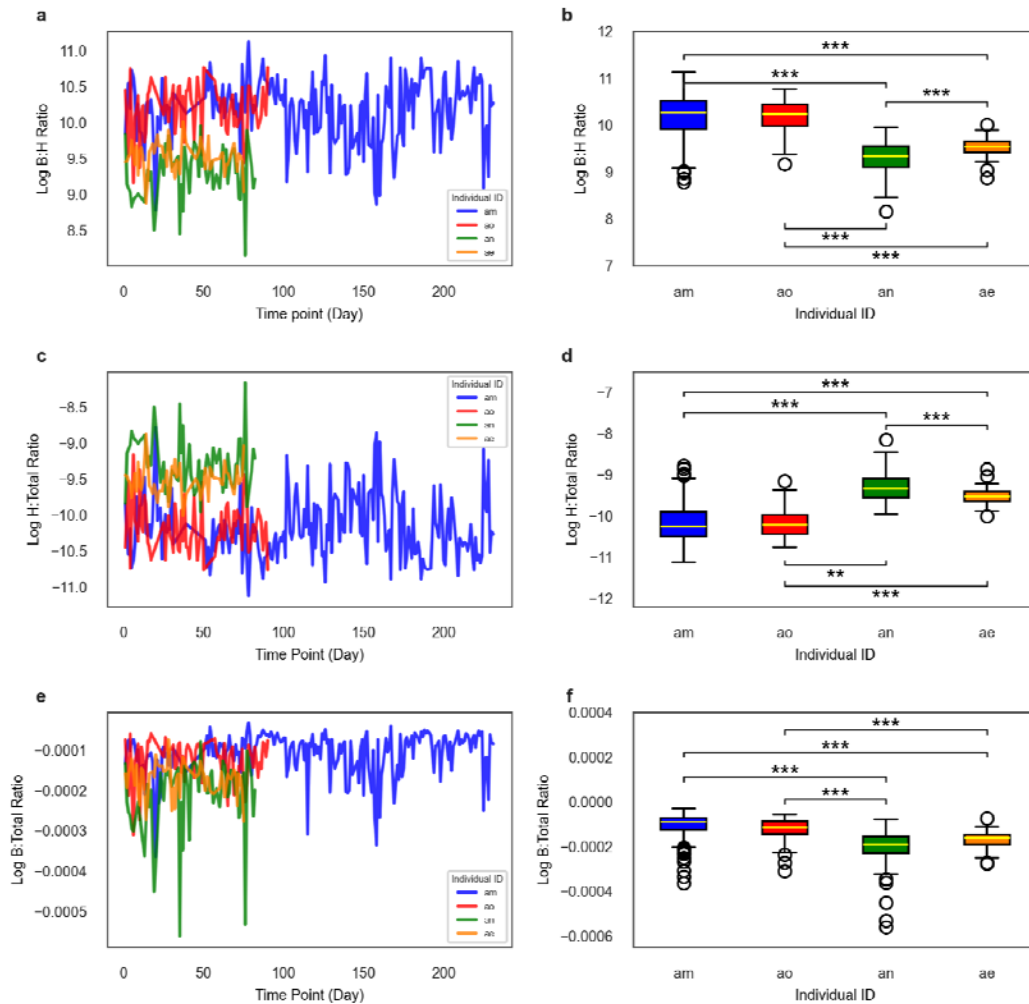 a
Log B:H Ratio
11.0
10.5
10.0
9.5
9.0
8.5
0 50 100 150 200
Time point (Day)
Individual ID
am
ao
an
ae
b
Log B:H Ratio
12
11
10
9
8
7
***
***
***
***
***
am ao an ae
Individual ID
c
Log H:Total Ratio
−8.5
−9.0
−9.5
−10.0
−10.5
−11.0
0 50 100 150 200
Time Point (Day)
Individual ID
am
ao
an
ae
d
Log H:Total Ratio
−7
−8
−9
−10
−11
−12
***
***
***
**
***
am ao an ae
Individual ID
e
Log B:Total Ratio
−0.0001
−0.0002
−0.0003
−0.0004
−0.0005
0 50 100 150 200
Time Point (Day)
Individual ID
am
ao
an
ae
f
Log B:Total Ratio
0.0004
0.0002
0.0000
−0.0002
−0.0004
−0.0006
***
***
***
***
am ao an ae
Individual ID